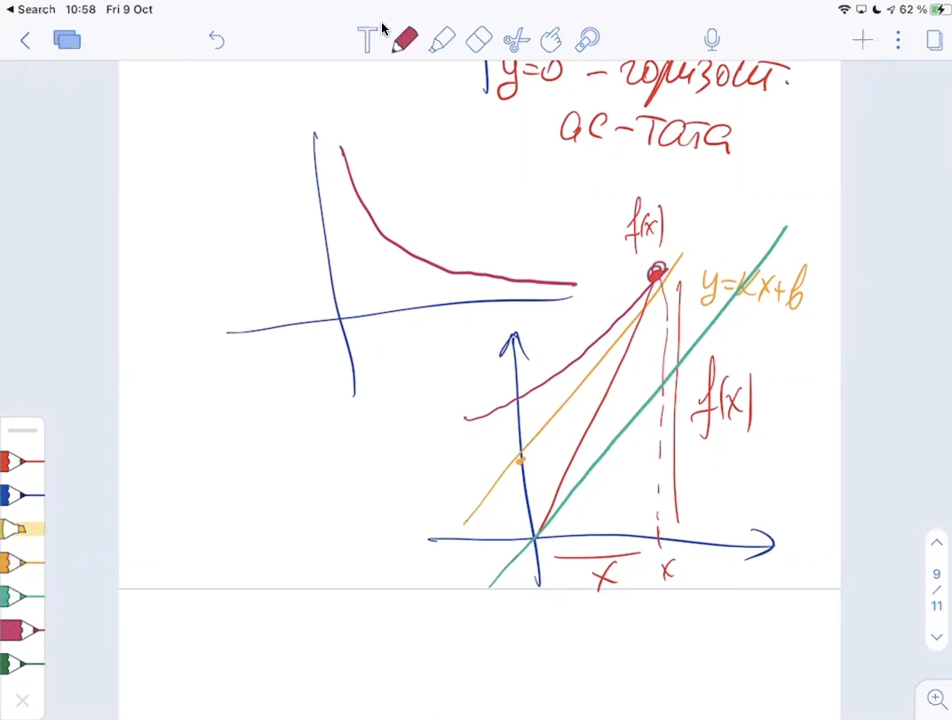 Search 10:58 Fri 9 Oct 62 %
T
y=0 – горизонт.
ас-тота
f(x)
y=kx+b
f(x)
x x
9
/
11